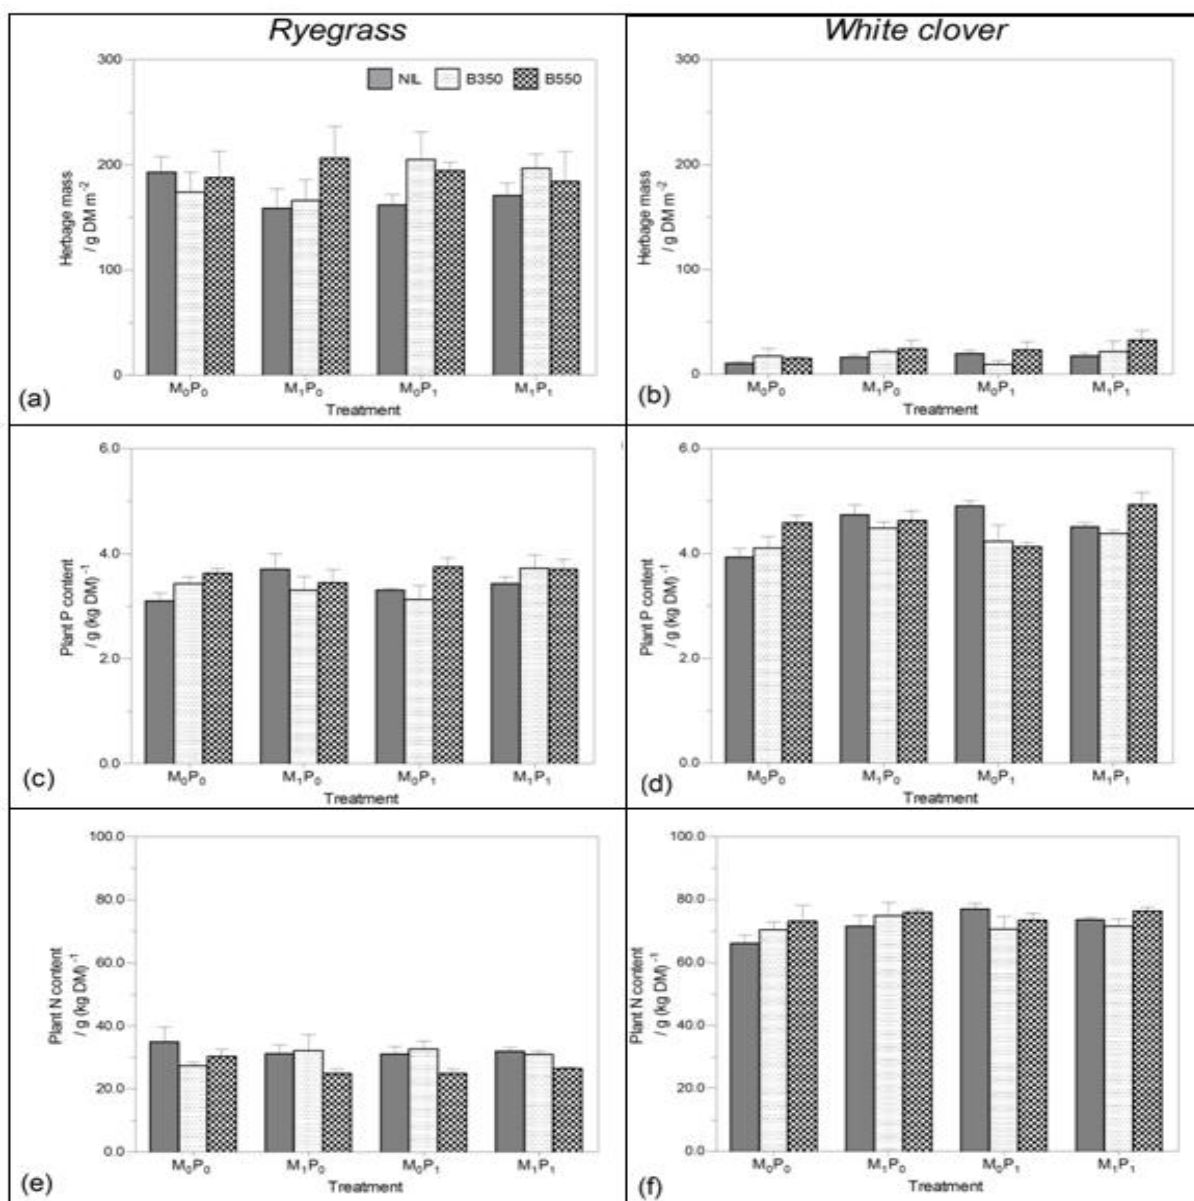 Ryegrass
White clover
300
200
100
0
Herbage mass
/ g DM m⁻²
NIL B350 B550
M₀P₀ M₁P₀ M₀P₁ M₁P₁
Treatment
(a)
300
200
100
0
Herbage mass
/ g DM m⁻²
M₀P₀ M₁P₀ M₀P₁ M₁P₁
Treatment
(b)
6.0
4.0
2.0
0.0
Plant P content
/ g (kg DM)⁻¹
M₀P₀ M₁P₀ M₀P₁ M₁P₁
Treatment
(c)
6.0
4.0
2.0
0.0
Plant P content
/ g (kg DM)⁻¹
M₀P₀ M₁P₀ M₀P₁ M₁P₁
Treatment
(d)
100.0
80.0
60.0
40.0
20.0
0.0
Plant N content
/ g (kg DM)⁻¹
M₀P₀ M₁P₀ M₀P₁ M₁P₁
Treatment
(e)
100.0
80.0
60.0
40.0
20.0
0.0
Plant N content
/ g (kg DM)⁻¹
M₀P₀ M₁P₀ M₀P₁ M₁P₁
Treatment
(f)